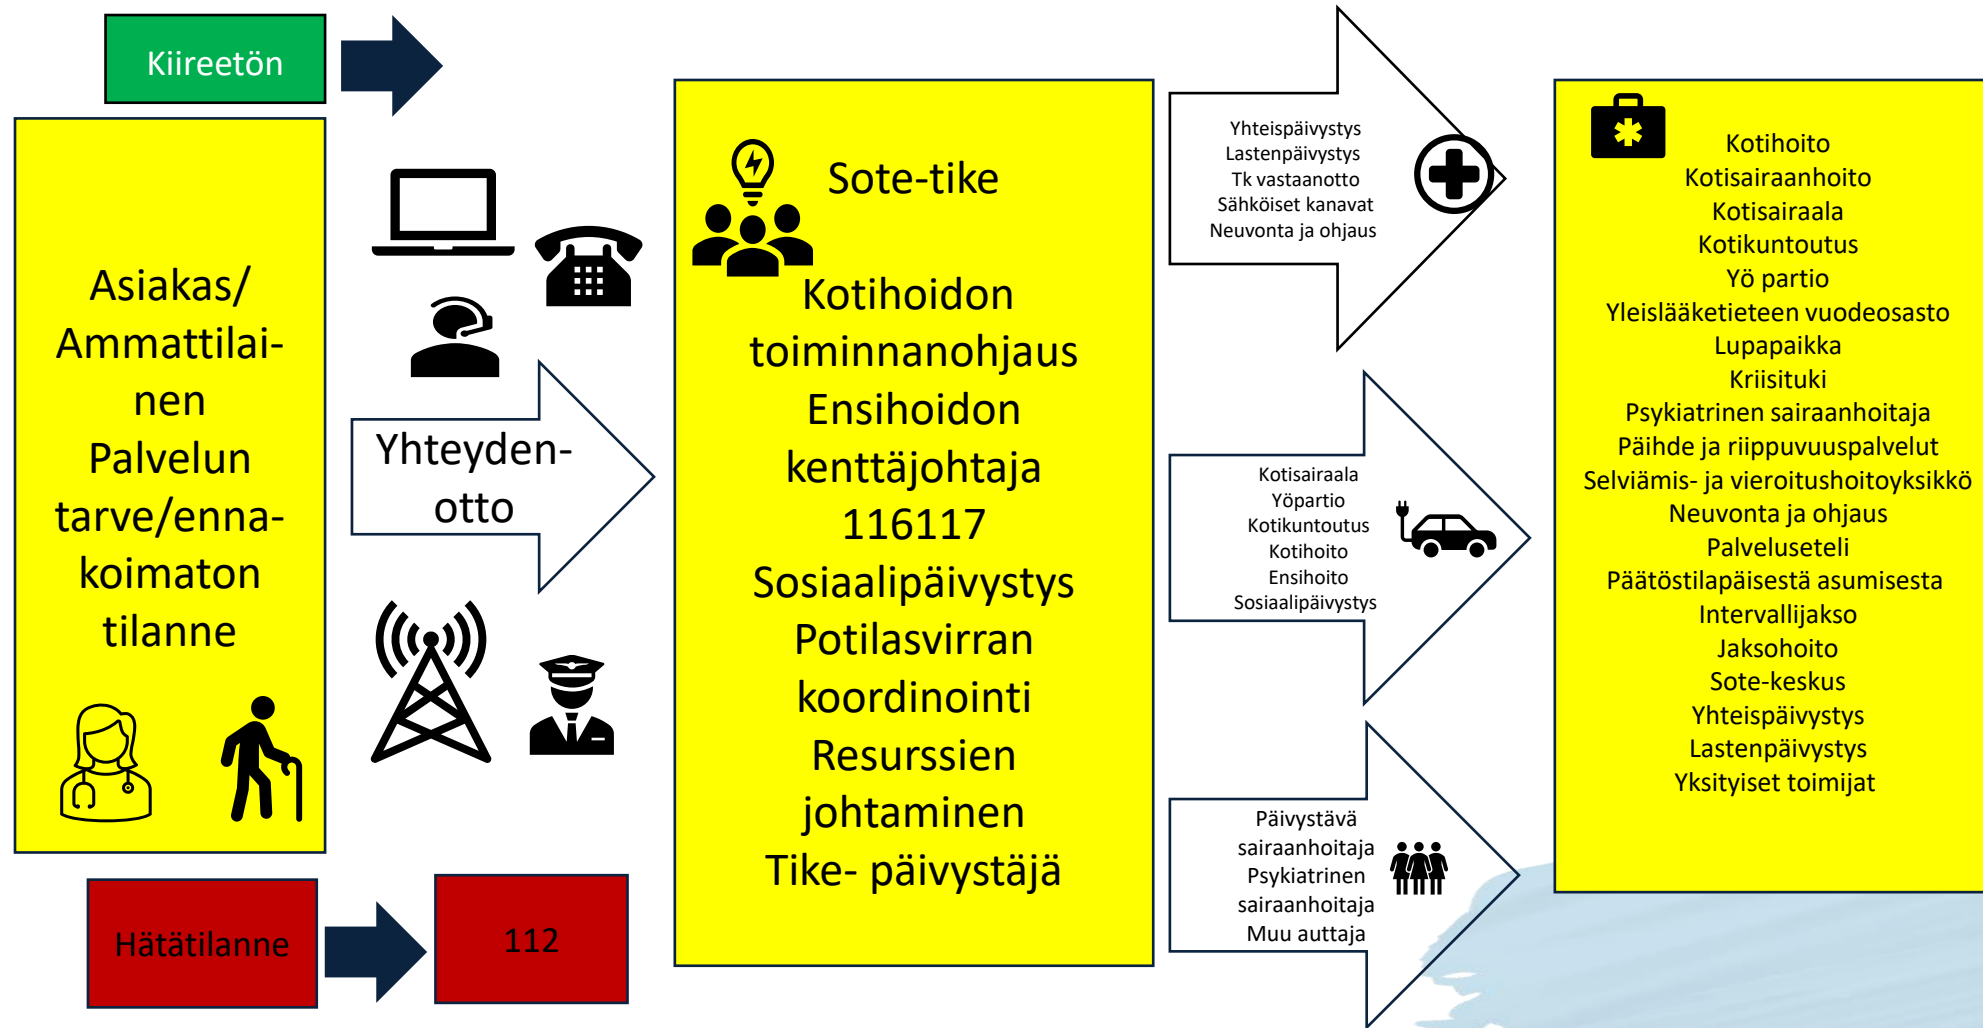 Kiireetön
Asiakas/
Ammattilai-
nen
Palvelun
tarve/enna-
koimaton
tilanne
Hätätilanne
112
Yhteyden-
otto
Sote-tike
Kotihoidon
toiminnanohjaus
Ensihoidon
kenttäjohtaja
116117
Sosiaalipäivystys
Potilasvirran
koordinointi
Resurssien
johtaminen
Tike- päivystäjä
Yhteispäivystys
Lastenpäivystys
Tk vastaanotto
Sähköiset kanavat
Neuvonta ja ohjaus
Kotisairaala
Yöpartio
Kotikuntoutus
Kotihoito
Ensihoito
Sosiaalipäivystys
Päivystävä
sairaanhoitaja
Psykiatrinen
sairaanhoitaja
Muu auttaja
Kotihoito
Kotisairaanhoito
Kotisairaala
Kotikuntoutus
Yö partio
Yleislääketieteen vuodeosasto
Lupapaikka
Kriisituki
Psykiatrinen sairaanhoitaja
Päihde ja riippuvuuspalvelut
Selviämis- ja vieroitushoitoyksikkö
Neuvonta ja ohjaus
Palveluseteli
Päätöstilapäisestä asumisesta
Intervallijakso
Jaksohoito
Sote-keskus
Yhteispäivystys
Lastenpäivystys
Yksityiset toimijat